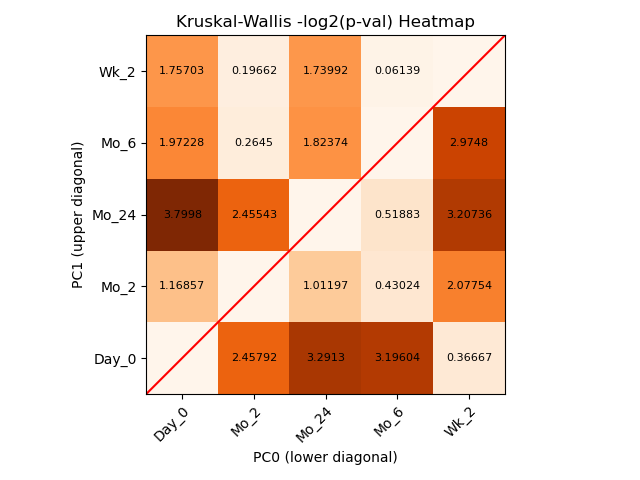 Kruskal-Wallis -log2(p-val) Heatmap
PC1 (upper diagonal)
Wk_2 1.75703 0.19662 1.73992 0.06139
Mo_6 1.97228 0.2645 1.82374 2.9748
Mo_24 3.7998 2.45543 0.51883 3.20736
Mo_2 1.16857 1.01197 0.43024 2.07754
Day_0 2.45792 3.2913 3.19604 0.36667
Day_0 Mo_2 Mo_24 Mo_6 Wk_2
PC0 (lower diagonal)